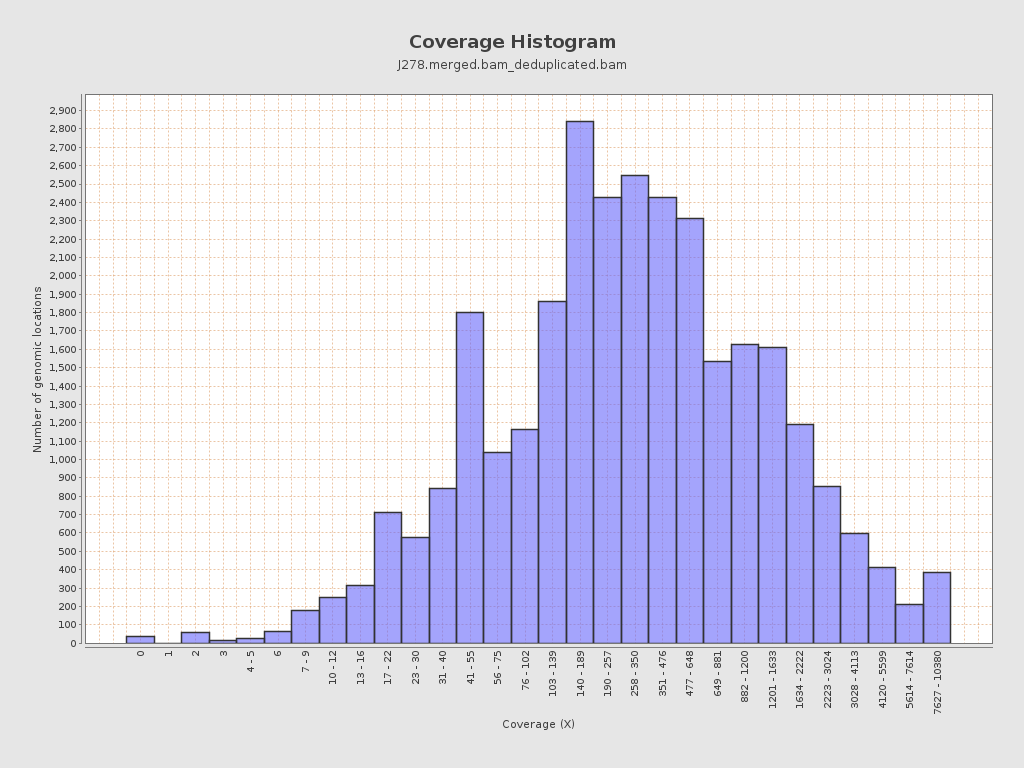 Coverage Histogram
J278.merged.bam_deduplicated.bam
Number of genomic locations
2,900
2,800
2,700
2,600
2,500
2,400
2,300
2,200
2,100
2,000
1,900
1,800
1,700
1,600
1,500
1,400
1,300
1,200
1,100
1,000
900
800
700
600
500
400
300
200
100
0
0
1
2
3
4 - 5
6
7 - 9
10 - 12
13 - 16
17 - 22
23 - 30
31 - 40
41 - 55
56 - 75
76 - 102
103 - 139
140 - 189
190 - 257
258 - 350
351 - 476
477 - 648
649 - 881
882 - 1200
1201 - 1633
1634 - 2222
2223 - 3024
3028 - 4113
4120 - 5599
5614 - 7614
7627 - 10380
Coverage (X)